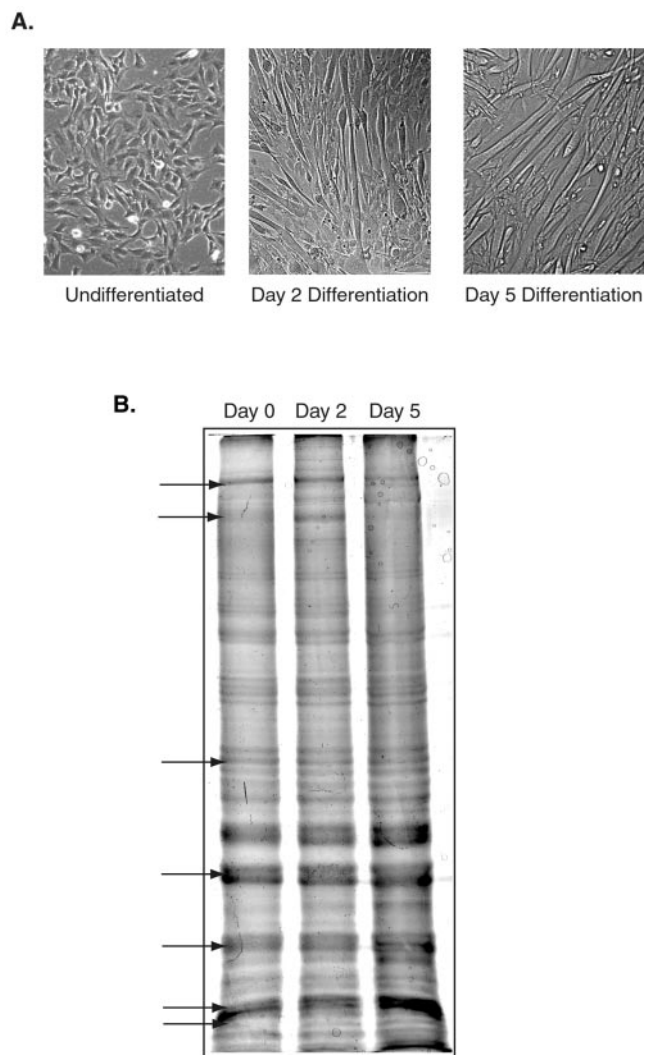 A.
Undifferentiated
Day 2 Differentiation
Day 5 Differentiation
B.
Day 0
Day 2
Day 5